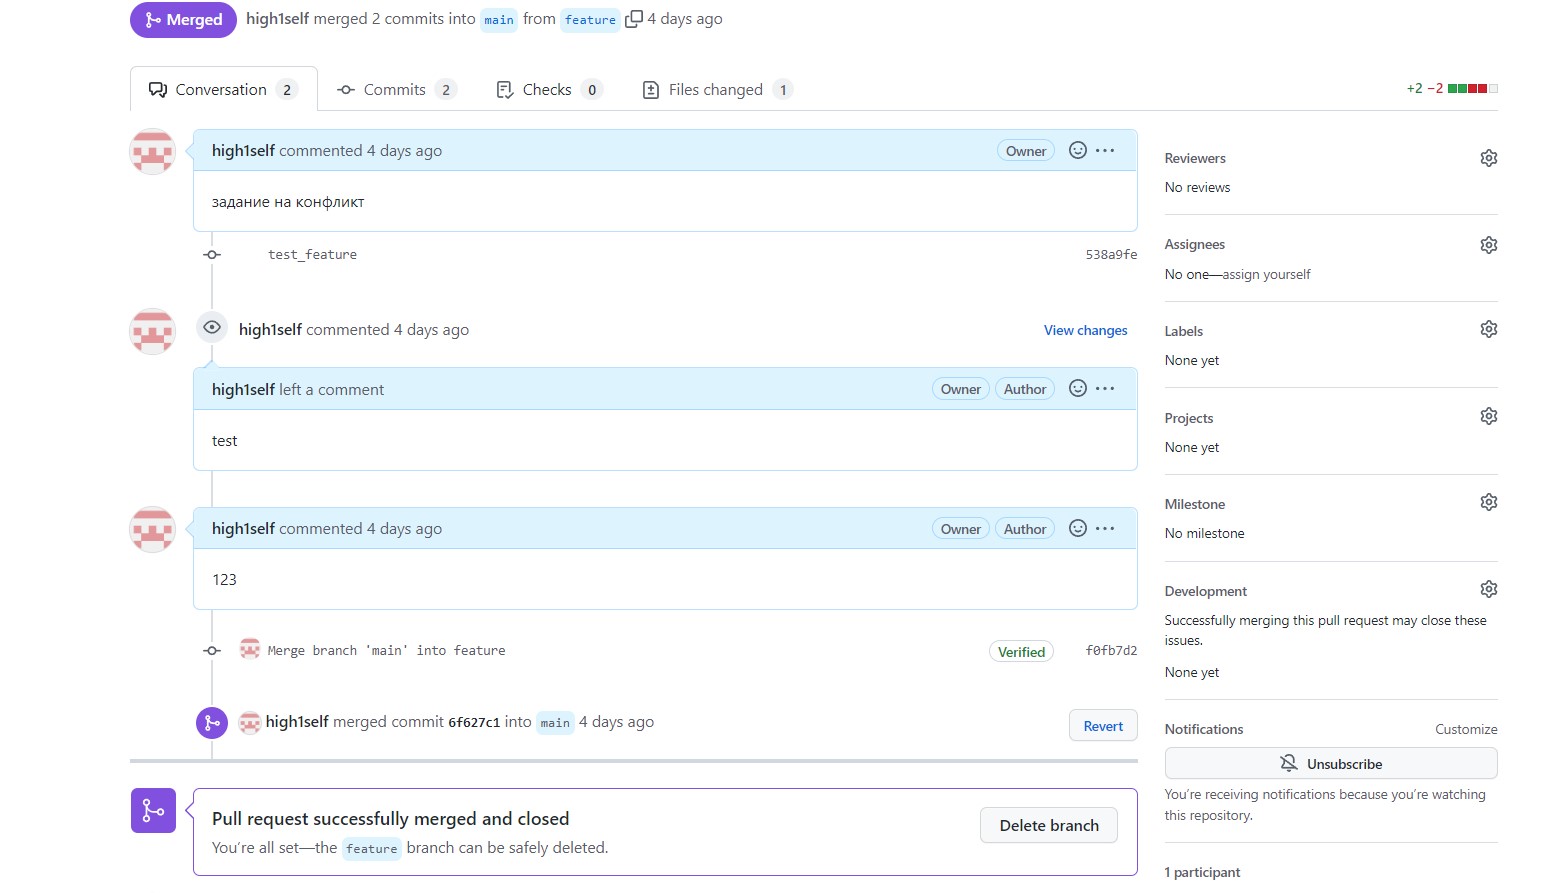 Merged high1self merged 2 commits into main from feature 4 days ago
Conversation 2 Commits 2 Checks 0 Files changed 1 +2 −2
high1self commented 4 days ago Owner
задание на конфликт
test_feature 538a9fe
high1self commented 4 days ago View changes
high1self left a comment Owner Author
test
high1self commented 4 days ago Owner Author
123
Merge branch 'main' into feature Verified f0fb7d2
high1self merged commit 6f627c1 into main 4 days ago Revert
Pull request successfully merged and closed
You're all set—the feature branch can be safely deleted.
Delete branch
Reviewers
No reviews
Assignees
No one—assign yourself
Labels
None yet
Projects
None yet
Milestone
No milestone
Development
Successfully merging this pull request may close these
issues.
None yet
Notifications Customize
Unsubscribe
You're receiving notifications because you're watching
this repository.
1 participant